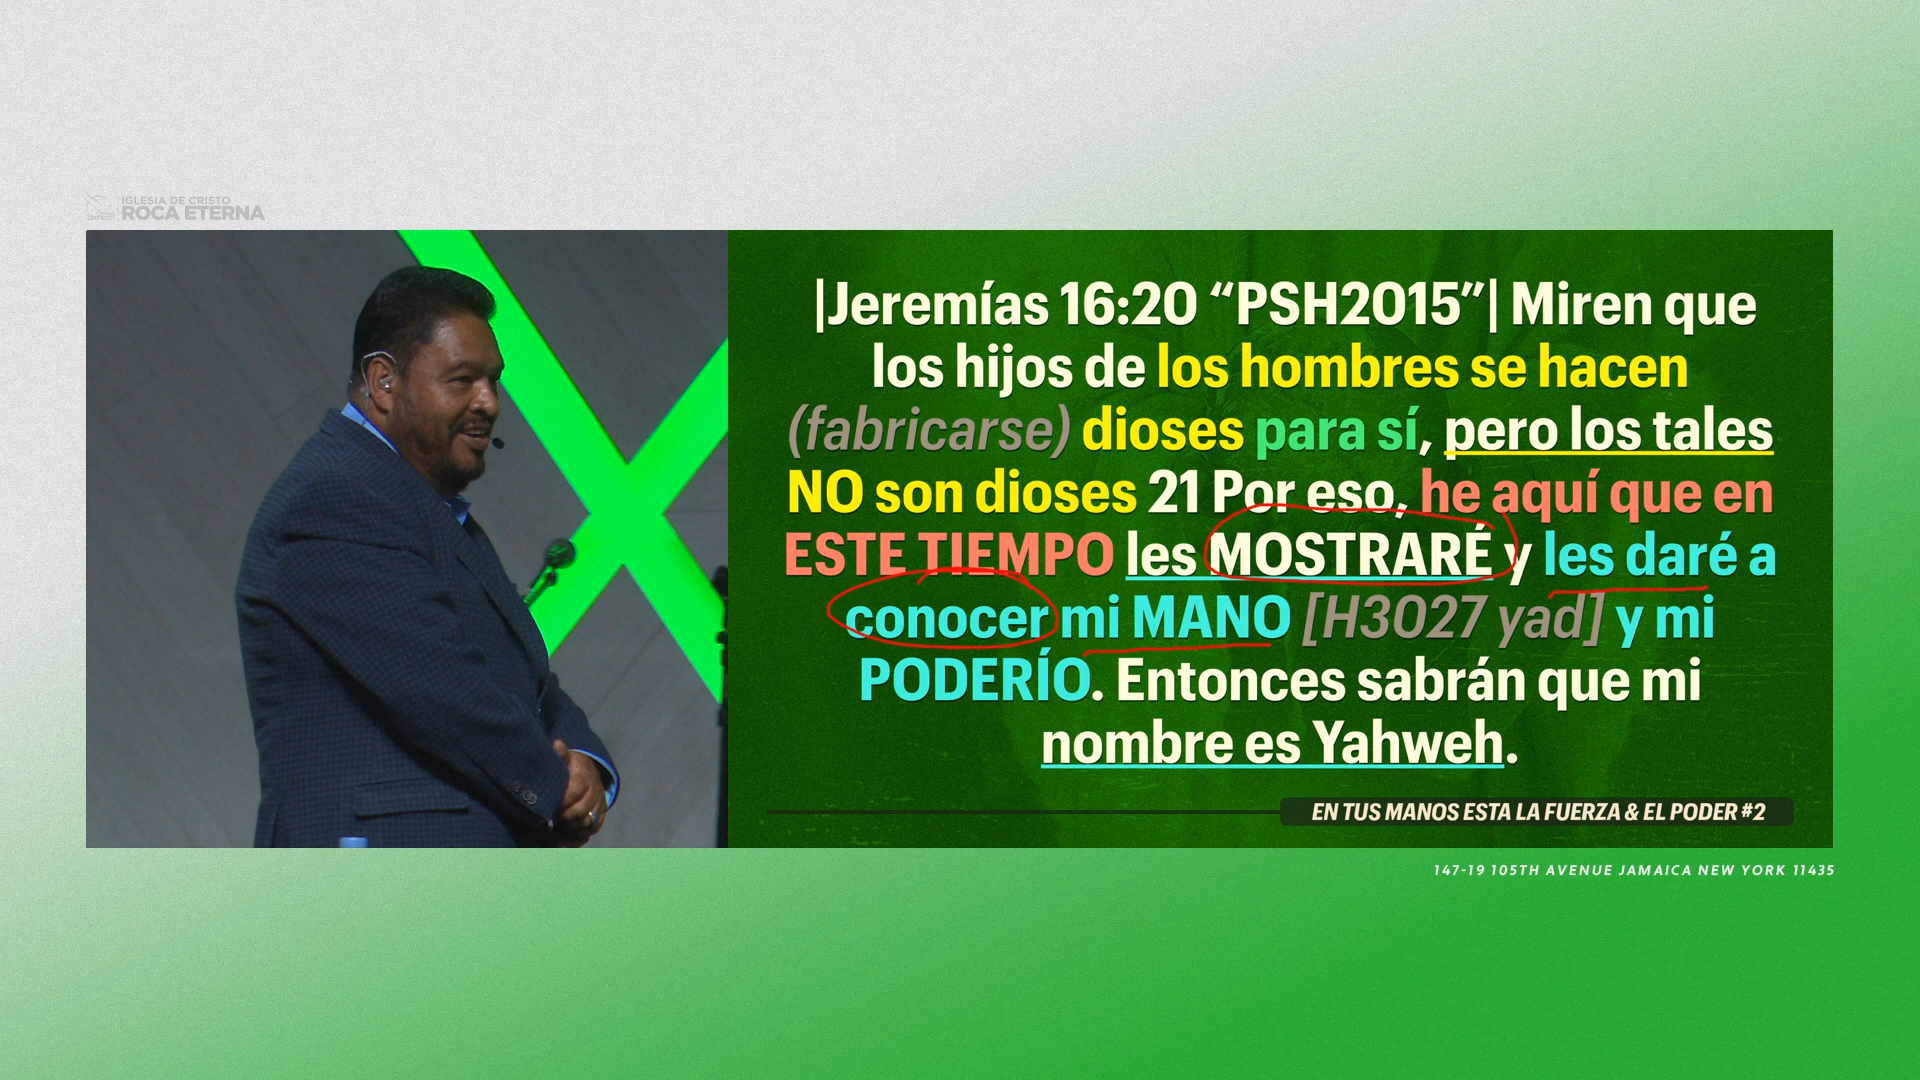 IGLESIA DE CRISTO
ROCA ETERNA
|Jeremías 16:20 “PSH2015”| Miren que
los hijos de los hombres se hacen
(fabricarse) dioses para sí, pero los tales
NO son dioses 21 Por eso, he aquí que en
ESTE TIEMPO les MOSTRARÉ y les daré a
conocer mi MANO [H3027 yad] y mi
PODERÍO. Entonces sabrán que mi
nombre es Yahweh.
EN TUS MANOS ESTA LA FUERZA & EL PODER #2
147-19 105TH AVENUE JAMAICA NEW YORK 11435